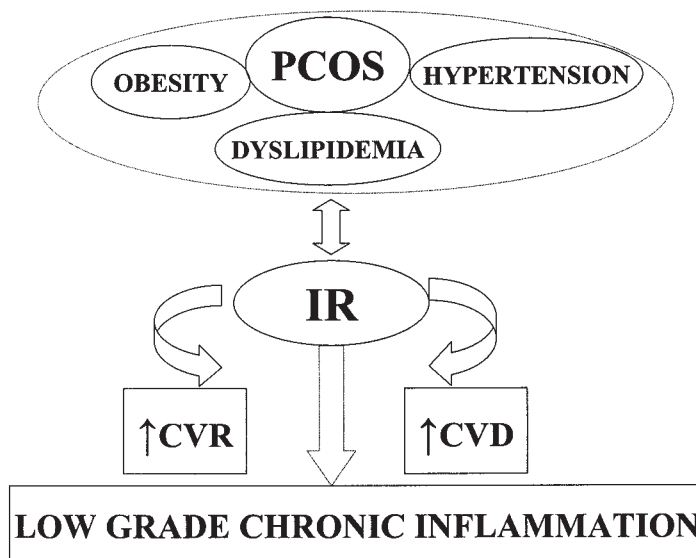 PCOS
OBESITY
HYPERTENSION
DYSLIPIDEMIA
IR
↑CVR
↑CVD
LOW GRADE CHRONIC INFLAMMATION